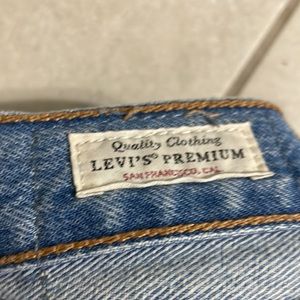 Quality Clothing
LEVI'S® PREMIUM
SAN FRANCISCO, CAL